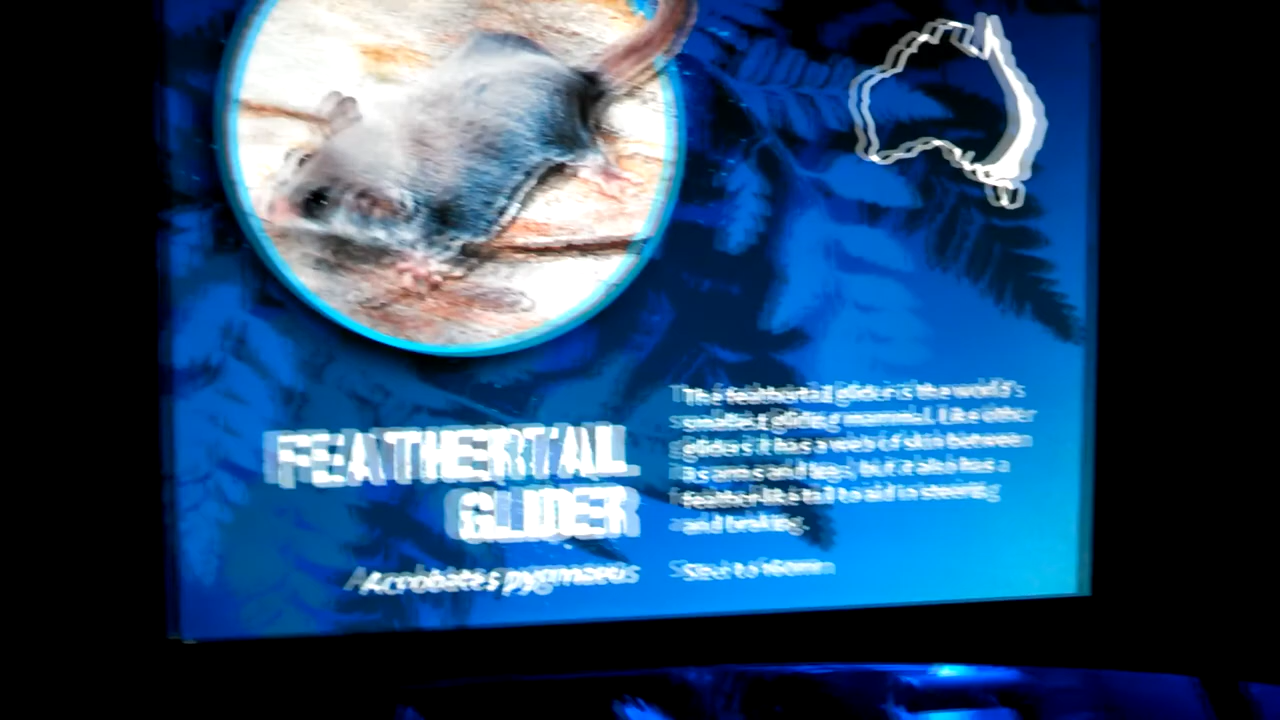 FEATHERTAIL
GLIDER
Acrobates pygmaeus
The feathertail glider is the world's
smallest gliding mammal. Like other
gliders it has a web of skin between
its arms and legs, but it also has a
feather-like tail to aid in steering
and braking.
Size: to